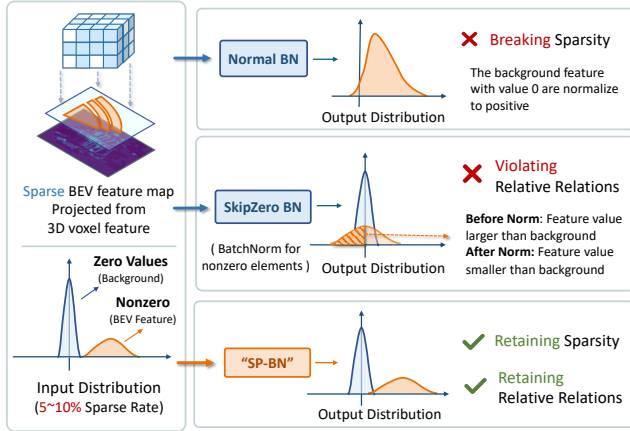 Sparse BEV feature map
Projected from
3D voxel feature
Zero Values
(Background)
Nonzero
(BEV Feature)
Input Distribution
(5~10% Sparse Rate)
Normal BN
Output Distribution
Breaking Sparsity
The background feature
with value 0 are normalize
to positive
SkipZero BN
( BatchNorm for
nonzero elements )
Output Distribution
Violating
Relative Relations
Before Norm: Feature value
larger than background
After Norm: Feature value
smaller than background
“SP-BN”
Output Distribution
Retaining Sparsity
Retaining
Relative Relations